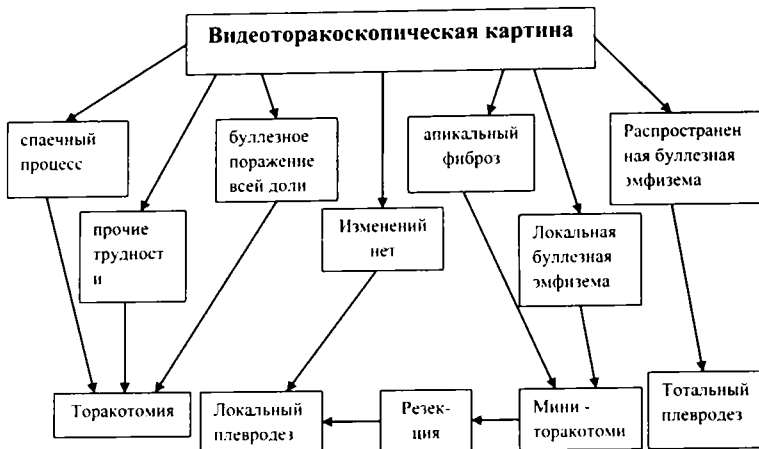 Видеоторакоскопическая картина
спаечный
процесс
буллезное
поражение
всей доли
апикальный
фиброз
Распространен
ная буллезная
эмфизема
прочие
трудност
и
Изменений
нет
Локальная
буллезная
эмфизема
Торакотомия
Локальный
плевродез
Резек-
ция
Мини -
торакотоми
Тотальный
плевродез